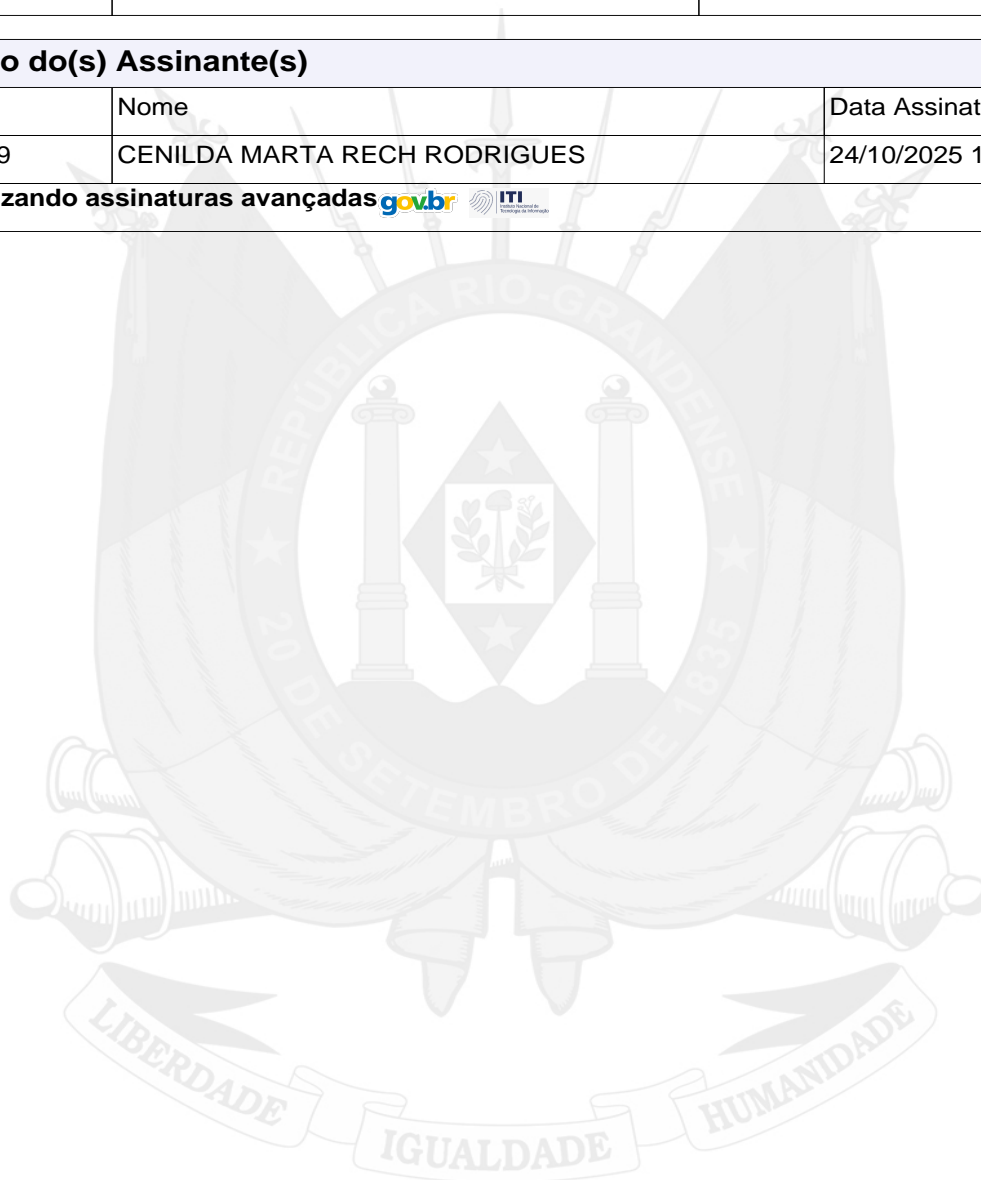 o do(s) Assinante(s)
Nome Data Assinat
9 CENILDA MARTA RECH RODRIGUES 24/10/2025 1
zando assinaturas avançadas gov.br ITI
REPÚBLICA RIO-GRANDENSE
20 DE SETEMBRO DE 1835
LIBERDADE IGUALDADE HUMANIDADE